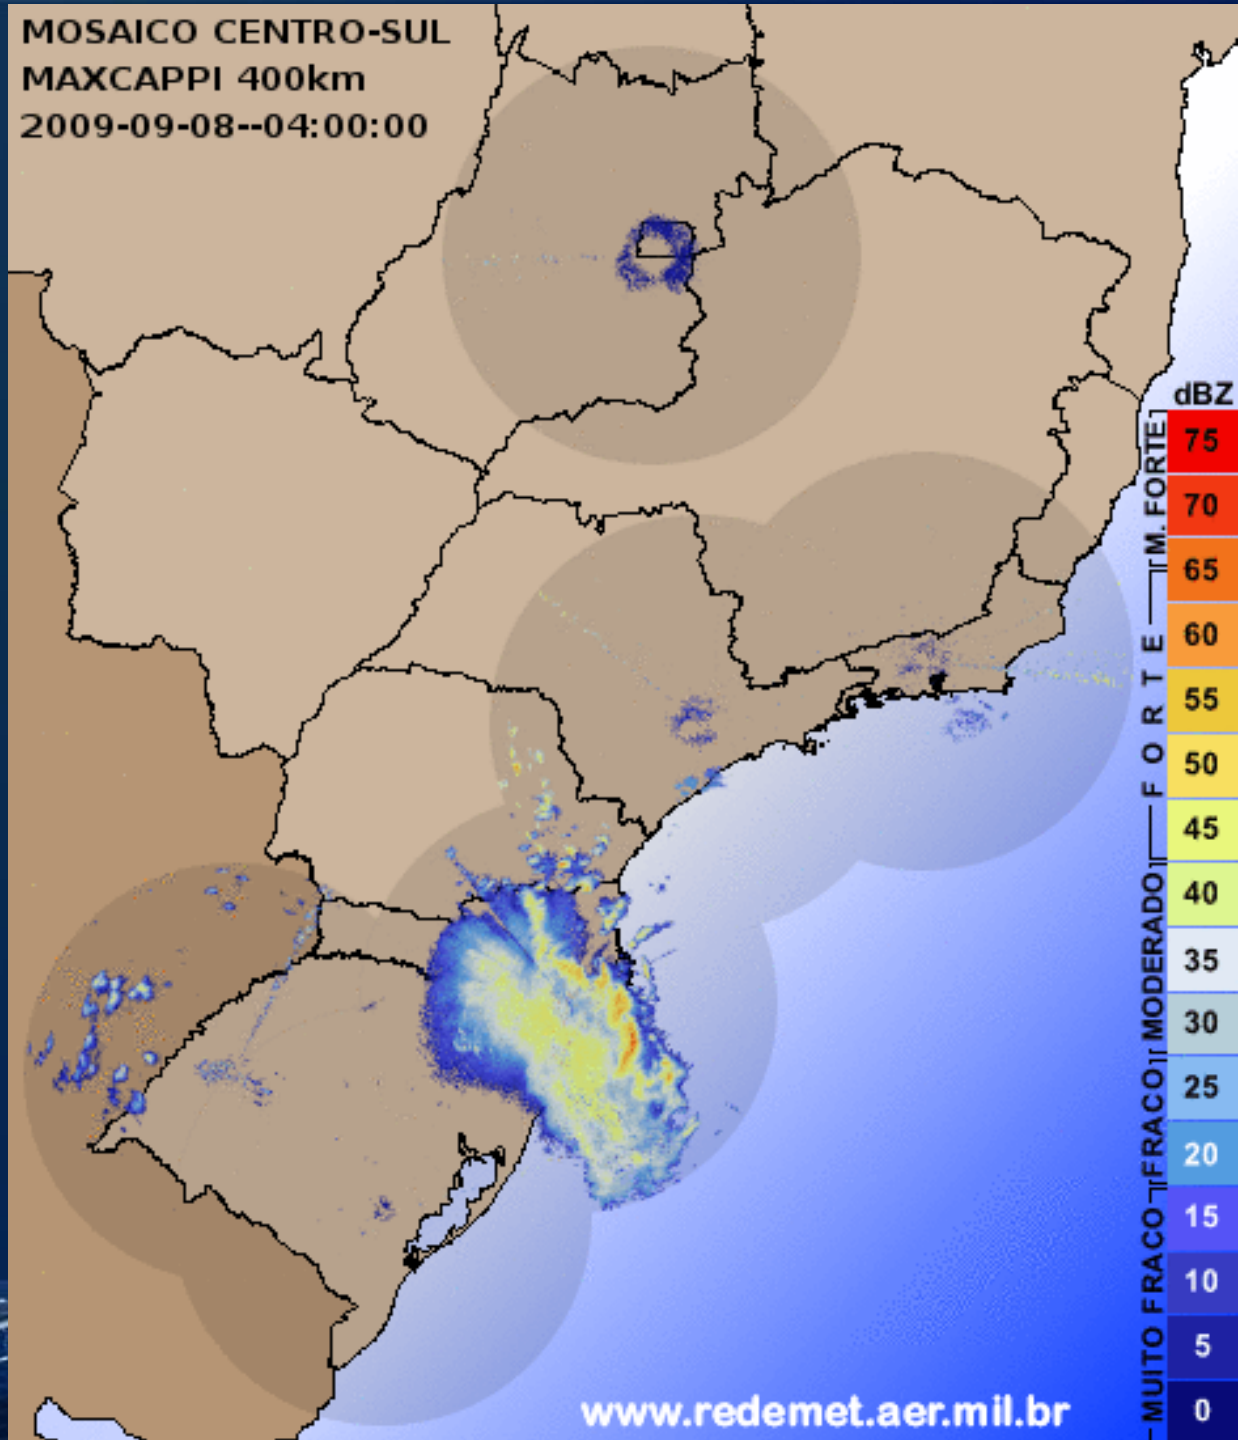 MOSAICO CENTRO-SUL
MAXCAPPI 400km
2009-09-08--04:00:00
dBZ
75
70
65
60
55
50
45
40
35
30
25
20
15
10
5
0
M. FORTE
FORTE
MODERADO
FRACO
MUITO FRACO
www.redemet.aer.mil.br